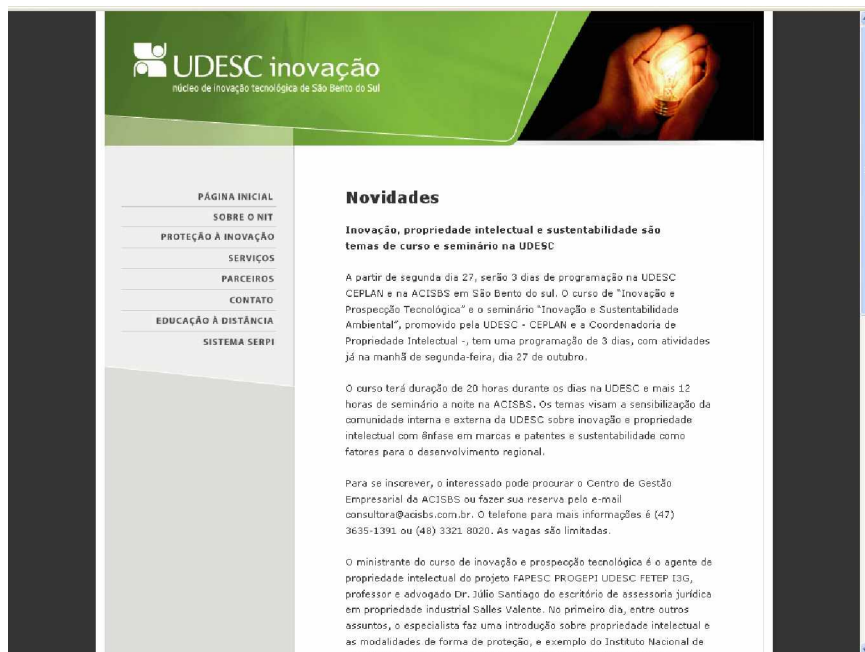 UDESC inovação
núcleo de inovação tecnológica de São Bento do Sul
PÁGINA INICIAL
SOBRE O NIT
PROTEÇÃO À INOVAÇÃO
SERVIÇOS
PARCEIROS
CONTATO
EDUCAÇÃO À DISTÂNCIA
SISTEMA SERPI
Novidades
Inovação, propriedade intelectual e sustentabilidade são
temas de curso e seminário na UDESC
A partir de segunda dia 27, serão 3 dias de programação na UDESC
CEPLAN e na ACISBS em São Bento do sul. O curso de "Inovação e
Prospecção Tecnológica" e o seminário "Inovação e Sustentabilidade
Ambiental", promovido pela UDESC - CEPLAN e a Coordenadoria de
Propriedade Intelectual -, tem uma programação de 3 dias, com atividades
já na manhã de segunda-feira, dia 27 de outubro.
O curso terá duração de 20 horas durante os dias na UDESC e mais 12
horas de seminário a noite na ACISBS. Os temas visam a sensibilização da
comunidade interna e externa da UDESC sobre inovação e propriedade
intelectual com ênfase em marcas e patentes e sustentabilidade como
fatores para o desenvolvimento regional.
Para se inscrever, o interessado pode procurar o Centro de Gestão
Empresarial da ACISBS ou fazer sua reserva pelo e-mail
consultora@acisbs.com.br. O telefone para mais informações é (47)
3635-1391 ou (48) 3321 8020. As vagas são limitadas.
O ministrante do curso de inovação e prospecção tecnológica é o agente de
propriedade intelectual do projeto FAPESC PROGEPI UDESC FETEP I3G,
professor e advogado Dr. Júlio Santiago do escritório de assessoria jurídica
em propriedade industrial Salles Valente. No primeiro dia, entre outros
assuntos, o especialista faz uma introdução sobre propriedade intelectual e
as modalidades de forma de proteção, e exemplo do Instituto Nacional de